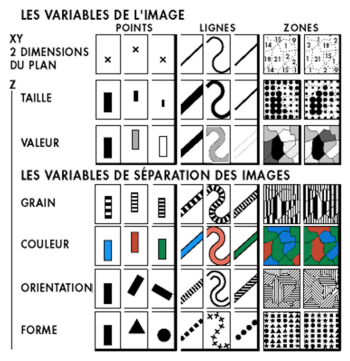 LES VARIABLES DE L'IMAGE
POINTS LIGNES ZONES
XY
2 DIMENSIONS
DU PLAN
Z
TAILLE
VALEUR
LES VARIABLES DE SÉPARATION DES IMAGES
GRAIN
COULEUR
ORIENTATION
FORME